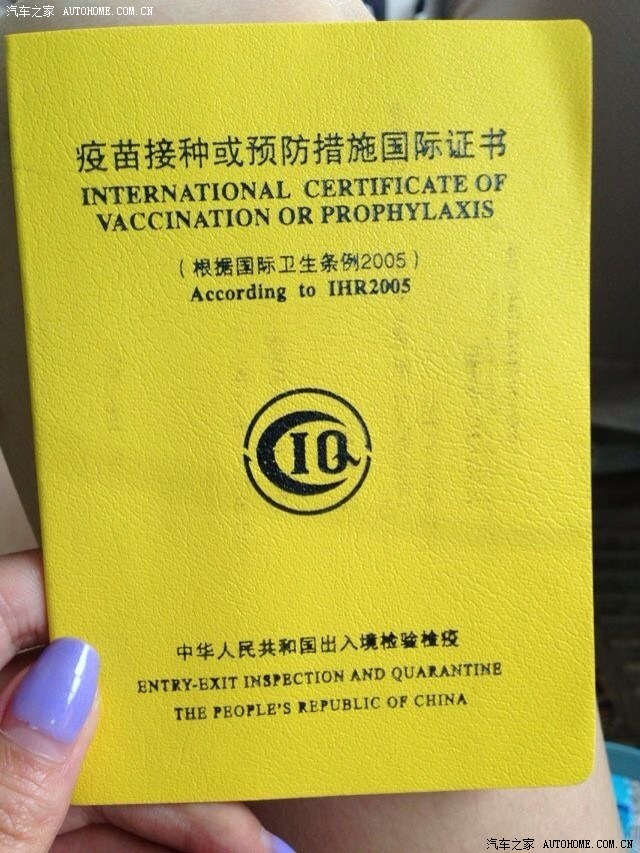 汽车之家 AUTOHOME.COM.CN
疫苗接种或预防措施国际证书
INTERNATIONAL CERTIFICATE OF
VACCINATION OR PROPHYLAXIS
(根据国际卫生条例2005)
According to IHR2005
CIQ
中华人民共和国出入境检验检疫
ENTRY-EXIT INSPECTION AND QUARANTINE
THE PEOPLE'S REPUBLIC OF CHINA
汽车之家 AUTOHOME.COM.CN